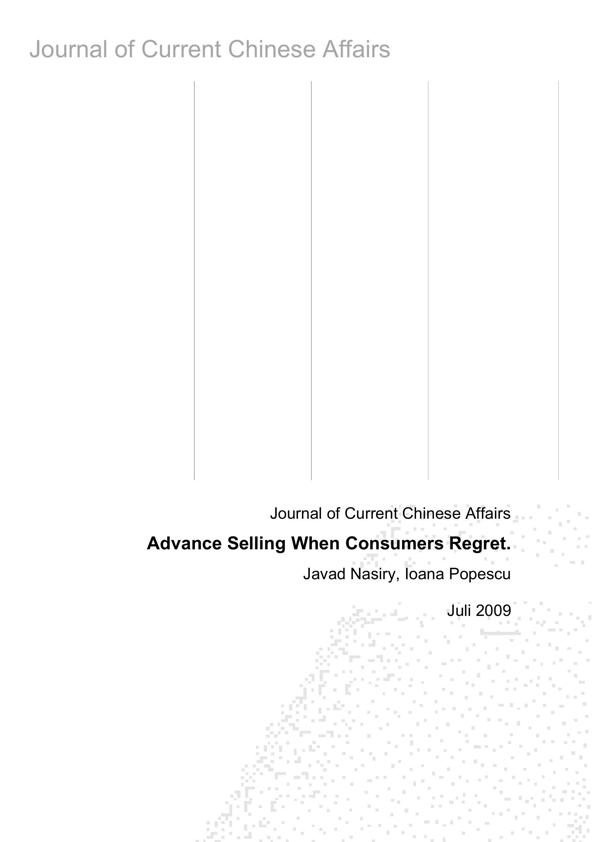 Journal of Current Chinese Affairs
Journal of Current Chinese Affairs
Advance Selling When Consumers Regret.
Javad Nasiry, Ioana Popescu
Juli 2009